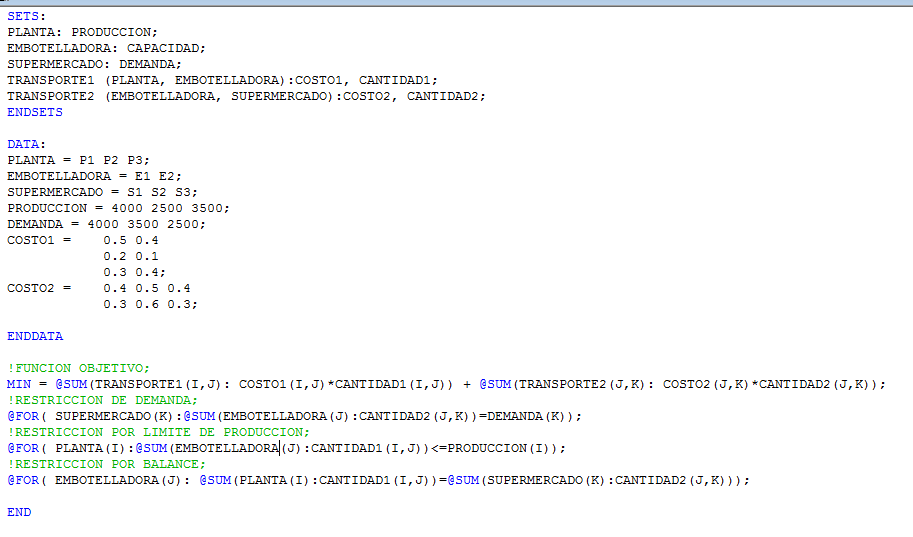 SETS:
PLANTA: PRODUCCION;
EMBOTELLADORA: CAPACIDAD;
SUPERMERCADO: DEMANDA;
TRANSPORTE1 (PLANTA, EMBOTELLADORA):COSTO1, CANTIDAD1;
TRANSPORTE2 (EMBOTELLADORA, SUPERMERCADO):COSTO2, CANTIDAD2;
ENDSETS

DATA:
PLANTA = P1 P2 P3;
EMBOTELLADORA = E1 E2;
SUPERMERCADO = S1 S2 S3;
PRODUCCION = 4000 2500 3500;
DEMANDA = 4000 3500 2500;
COSTO1 =    0.5 0.4
            0.2 0.1
            0.3 0.4;
COSTO2 =    0.4 0.5 0.4
            0.3 0.6 0.3;

ENDDATA

!FUNCION OBJETIVO;
MIN = @SUM(TRANSPORTE1(I,J): COSTO1(I,J)*CANTIDAD1(I,J)) + @SUM(TRANSPORTE2(J,K): COSTO2(J,K)*CANTIDAD2(J,K));
!RESTRICCION DE DEMANDA;
@FOR( SUPERMERCADO(K):@SUM(EMBOTELLADORA(J):CANTIDAD2(J,K))=DEMANDA(K));
!RESTRICCION POR LIMITE DE PRODUCCION;
@FOR( PLANTA(I):@SUM(EMBOTELLADORA(J):CANTIDAD1(I,J))<=PRODUCCION(I));
!RESTRICCION POR BALANCE;
@FOR( EMBOTELLADORA(J): @SUM(PLANTA(I):CANTIDAD1(I,J))=@SUM(SUPERMERCADO(K):CANTIDAD2(J,K)));

END